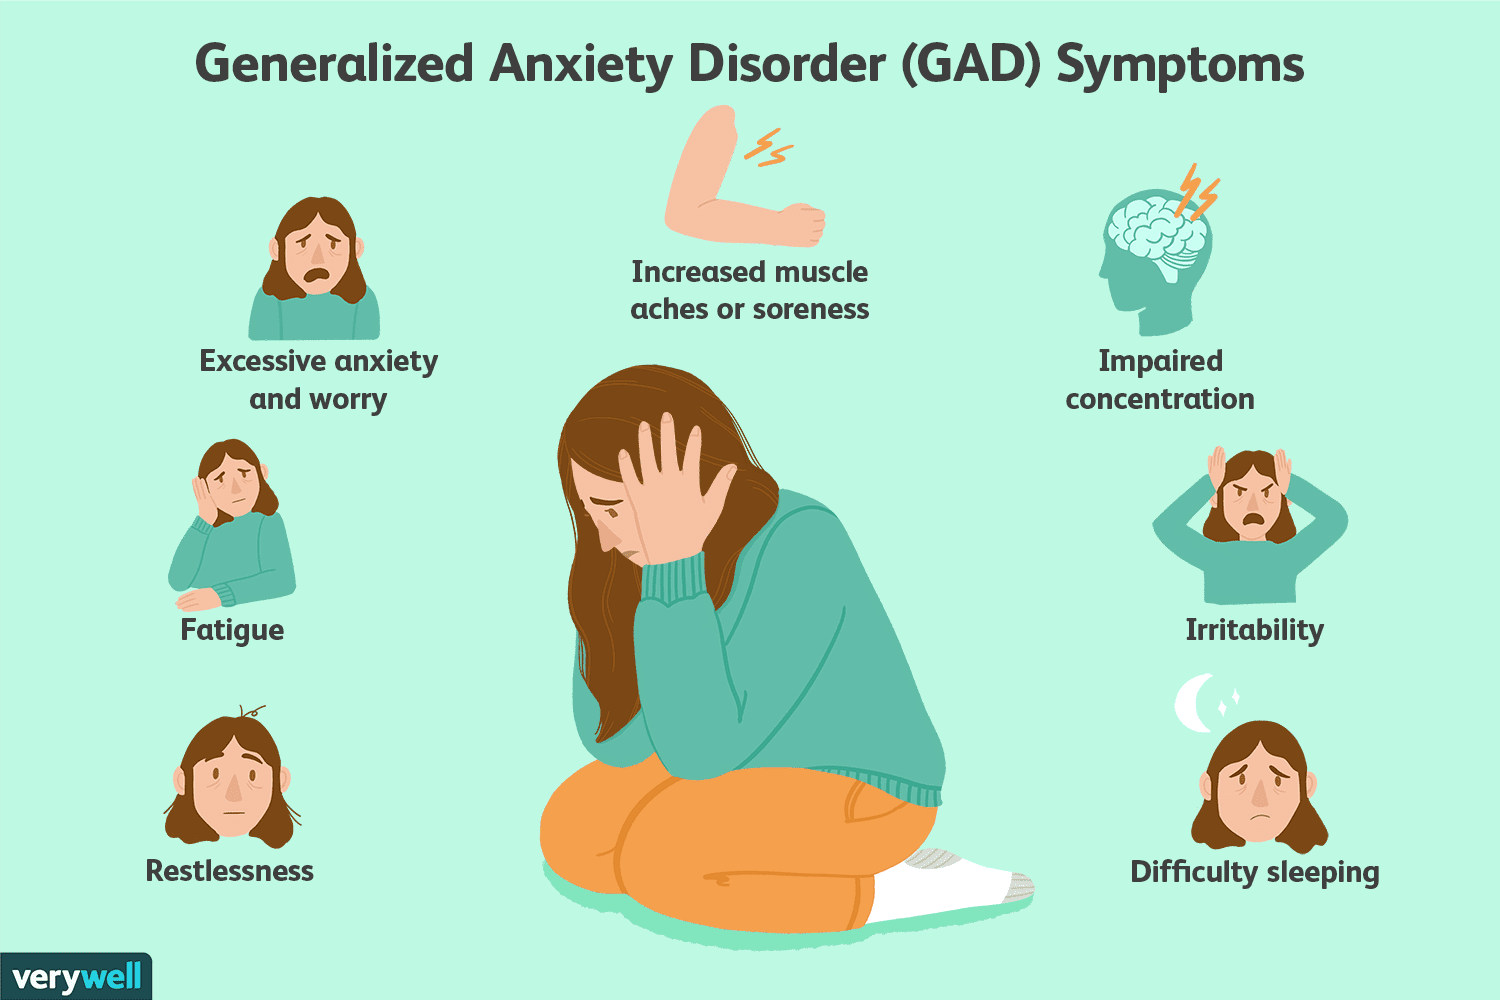 Generalized Anxiety Disorder (GAD) Symptoms
Increased muscle
aches or soreness
Excessive anxiety
and worry
Impaired
concentration
Fatigue
Irritability
Restlessness
Difficulty sleeping
verywell